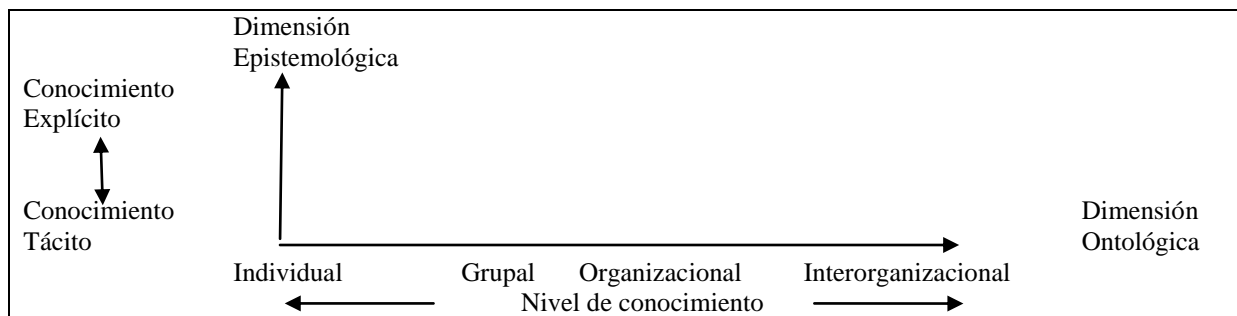 Dimensión
Epistemológica
Conocimiento
Explícito
Conocimiento
Tácito
Dimensión
Ontológica
Individual Grupal Organizacional Interorganizacional
Nivel de conocimiento